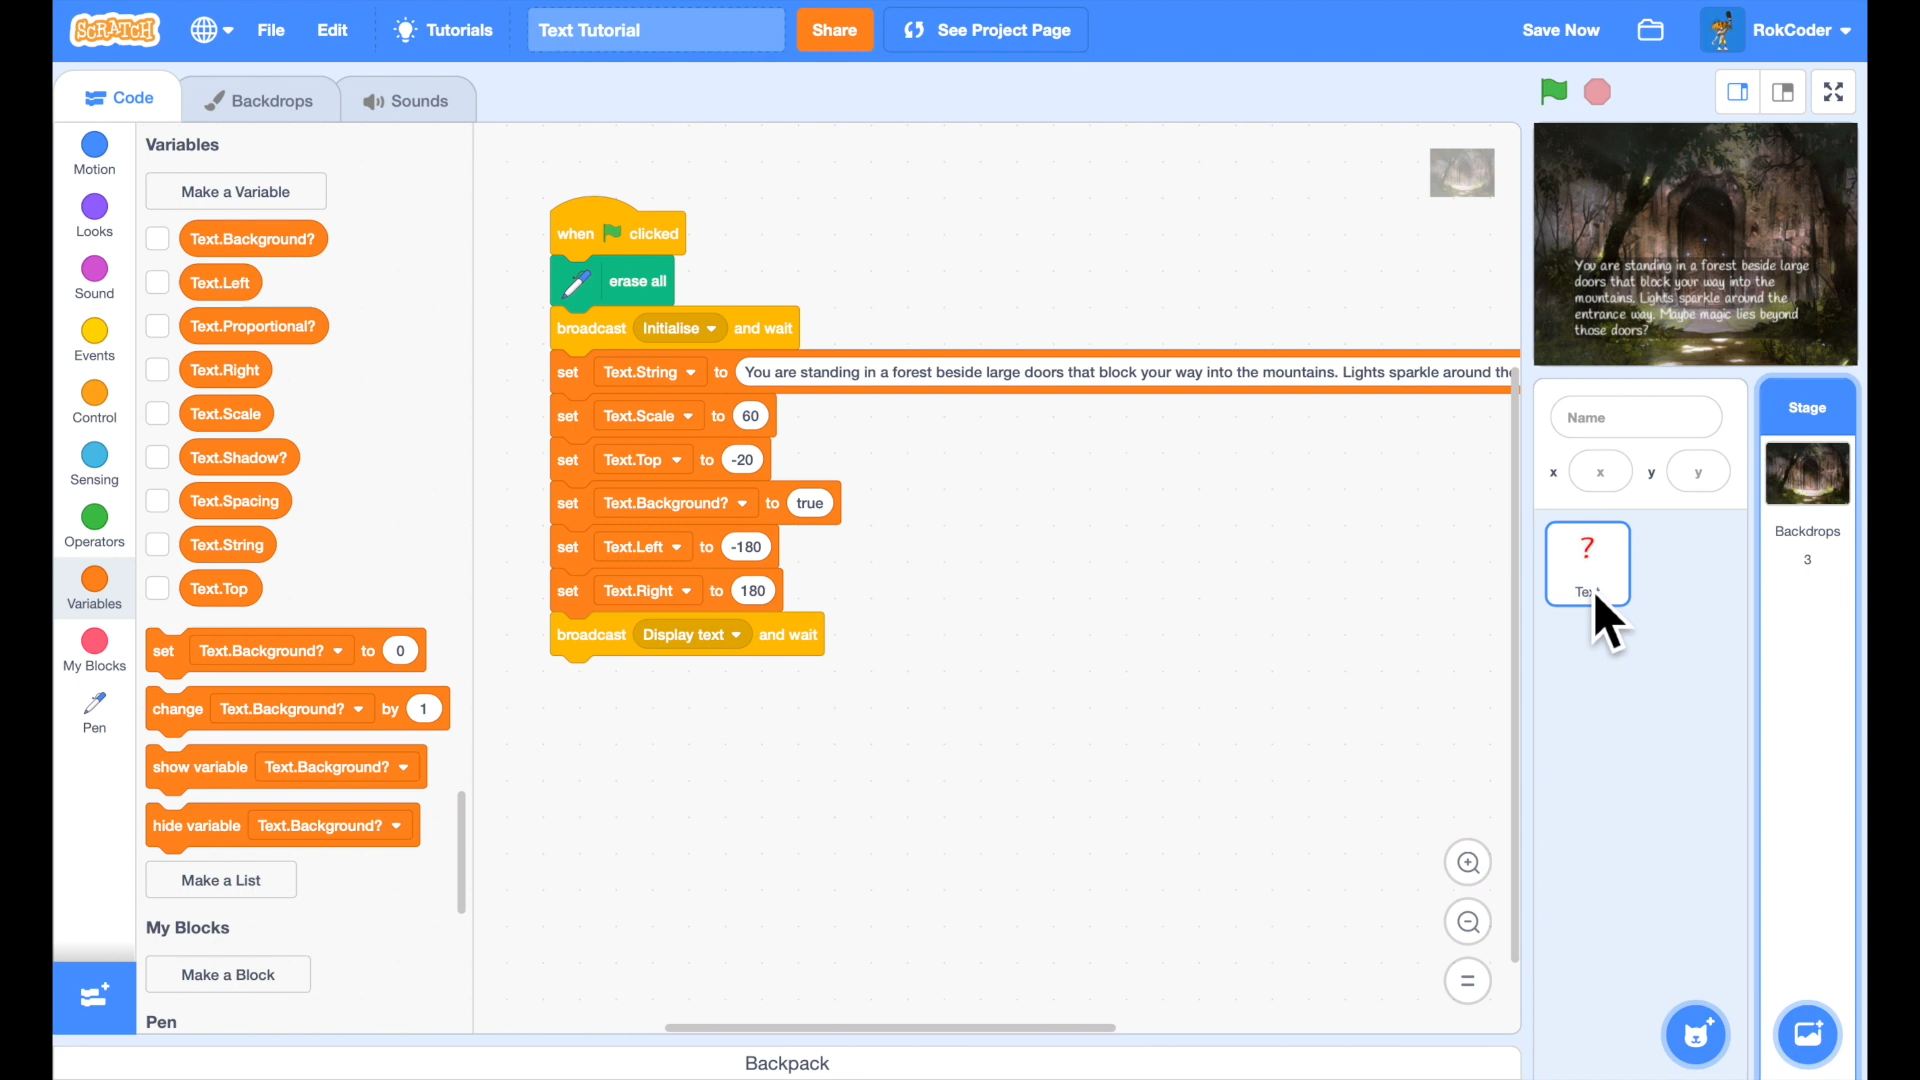 SCRATCH
File
Edit
Tutorials
Text Tutorial
Share
See Project Page
Save Now
RokCoder
Code
Backdrops
Sounds
Motion
Looks
Sound
Events
Control
Sensing
Operators
Variables
My Blocks
Pen
Variables
Make a Variable
Text.Background?
Text.Left
Text.Proportional?
Text.Right
Text.Scale
Text.Shadow?
Text.Spacing
Text.String
Text.Top
set Text.Background? to 0
change Text.Background? by 1
show variable Text.Background?
hide variable Text.Background?
Make a List
My Blocks
Make a Block
Pen
when clicked
erase all
broadcast Initialise and wait
set Text.String to You are standing in a forest beside large doors that block your way into the mountains. Lights sparkle around the
set Text.Scale to 60
set Text.Top to -20
set Text.Background? to true
set Text.Left to -180
set Text.Right to 180
broadcast Display text and wait
Backpack
You are standing in a forest beside large
doors that block your way into the
mountains. Lights sparkle around the
entrance way. Maybe magic lies beyond
those doors?
Name
x x y y
?
Text
Stage
Backdrops
3